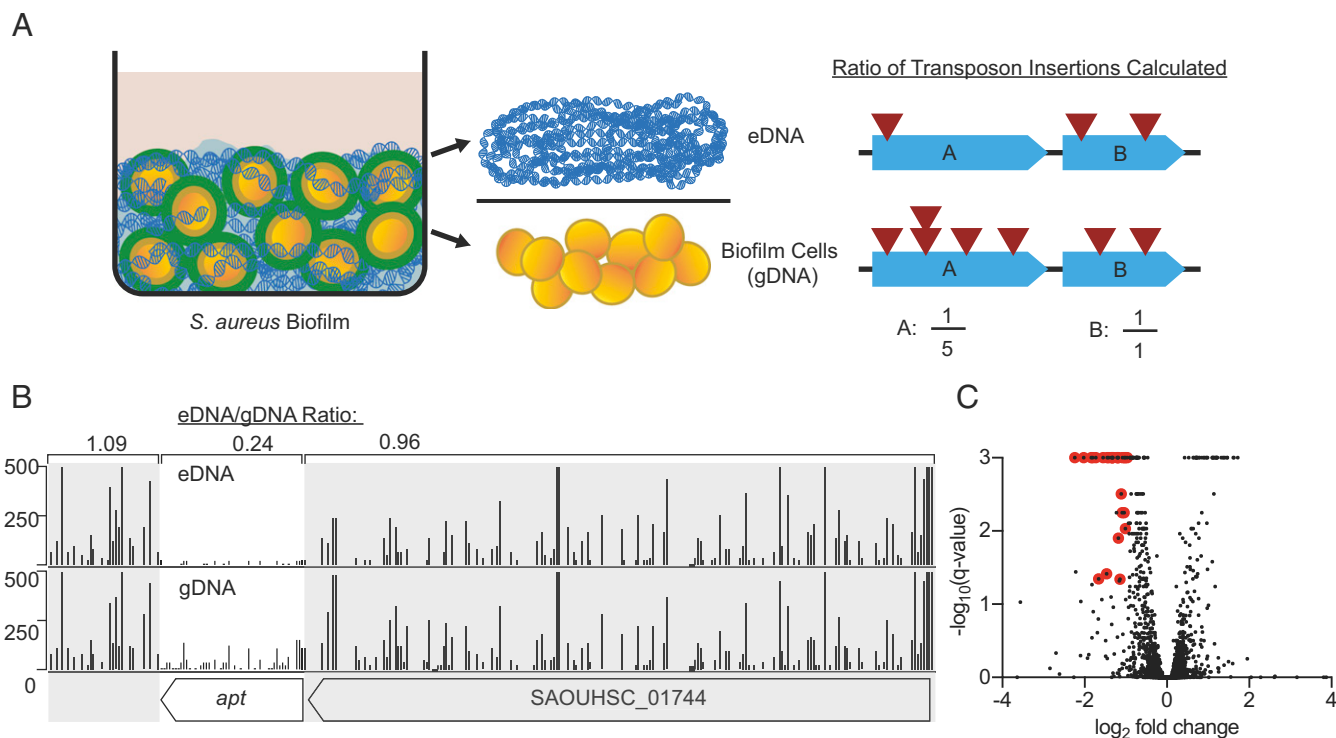 A
Ratio of Transposon Insertions Calculated
eDNA
A
B
Biofilm Cells
(gDNA)
A
B
A: 1/5
B: 1/1
S. aureus Biofilm
B
eDNA/gDNA Ratio:
1.09
0.24
0.96
500
250
eDNA
500
250
0
gDNA
apt
SAOUHSC_01744
C
3
2
1
0
-log10(q-value)
-4
-2
0
2
4
log2 fold change